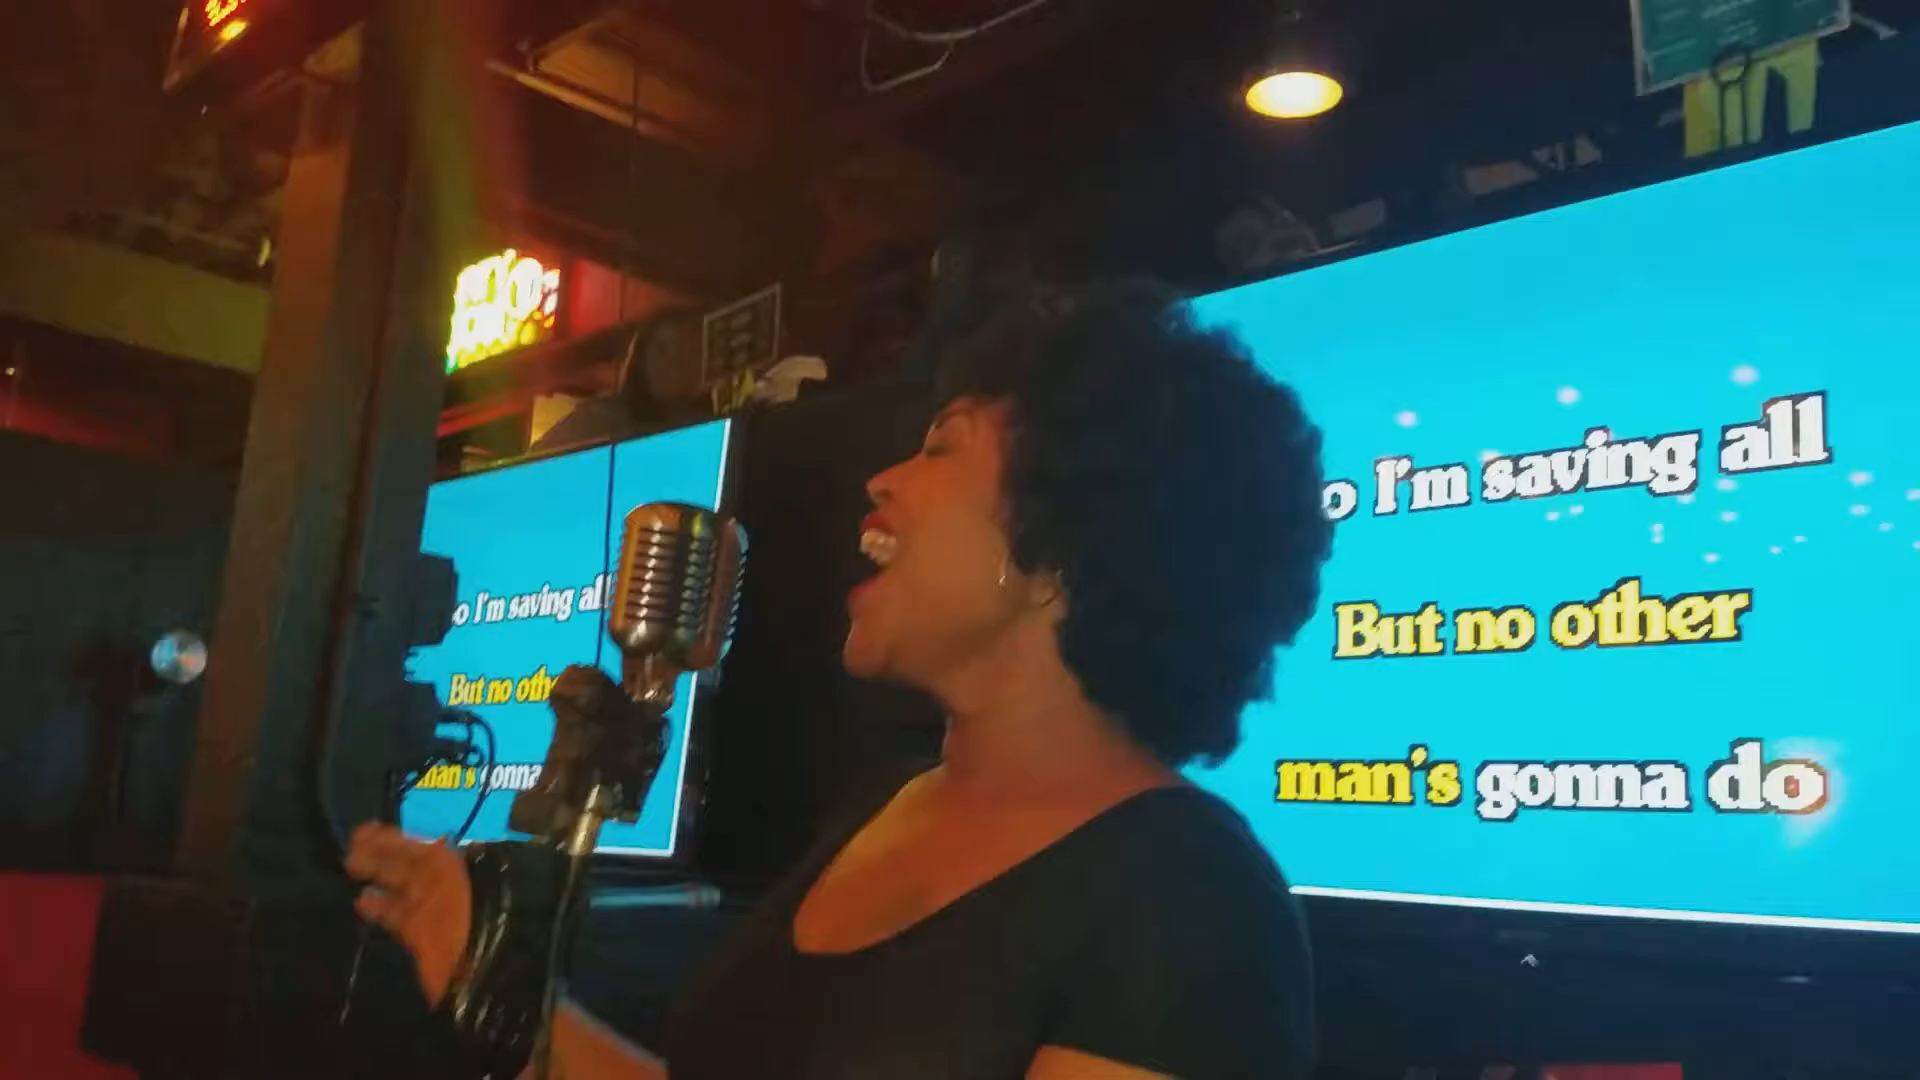 o I'm saving all
But no other
man's gonna do
o I'm saving al
But no oth
man's gonna